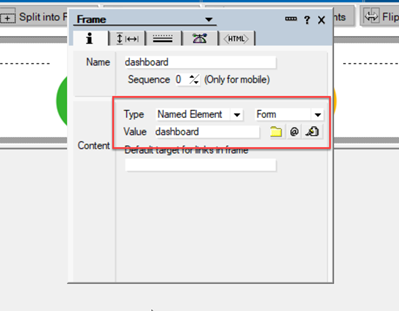 Split into F
Frame
? X
nts
Flip
i
<HTML>
Name dashboard
Sequence 0 (Only for mobile)
Type Named Element Form
Value dashboard @
Content
Default target for links in frame